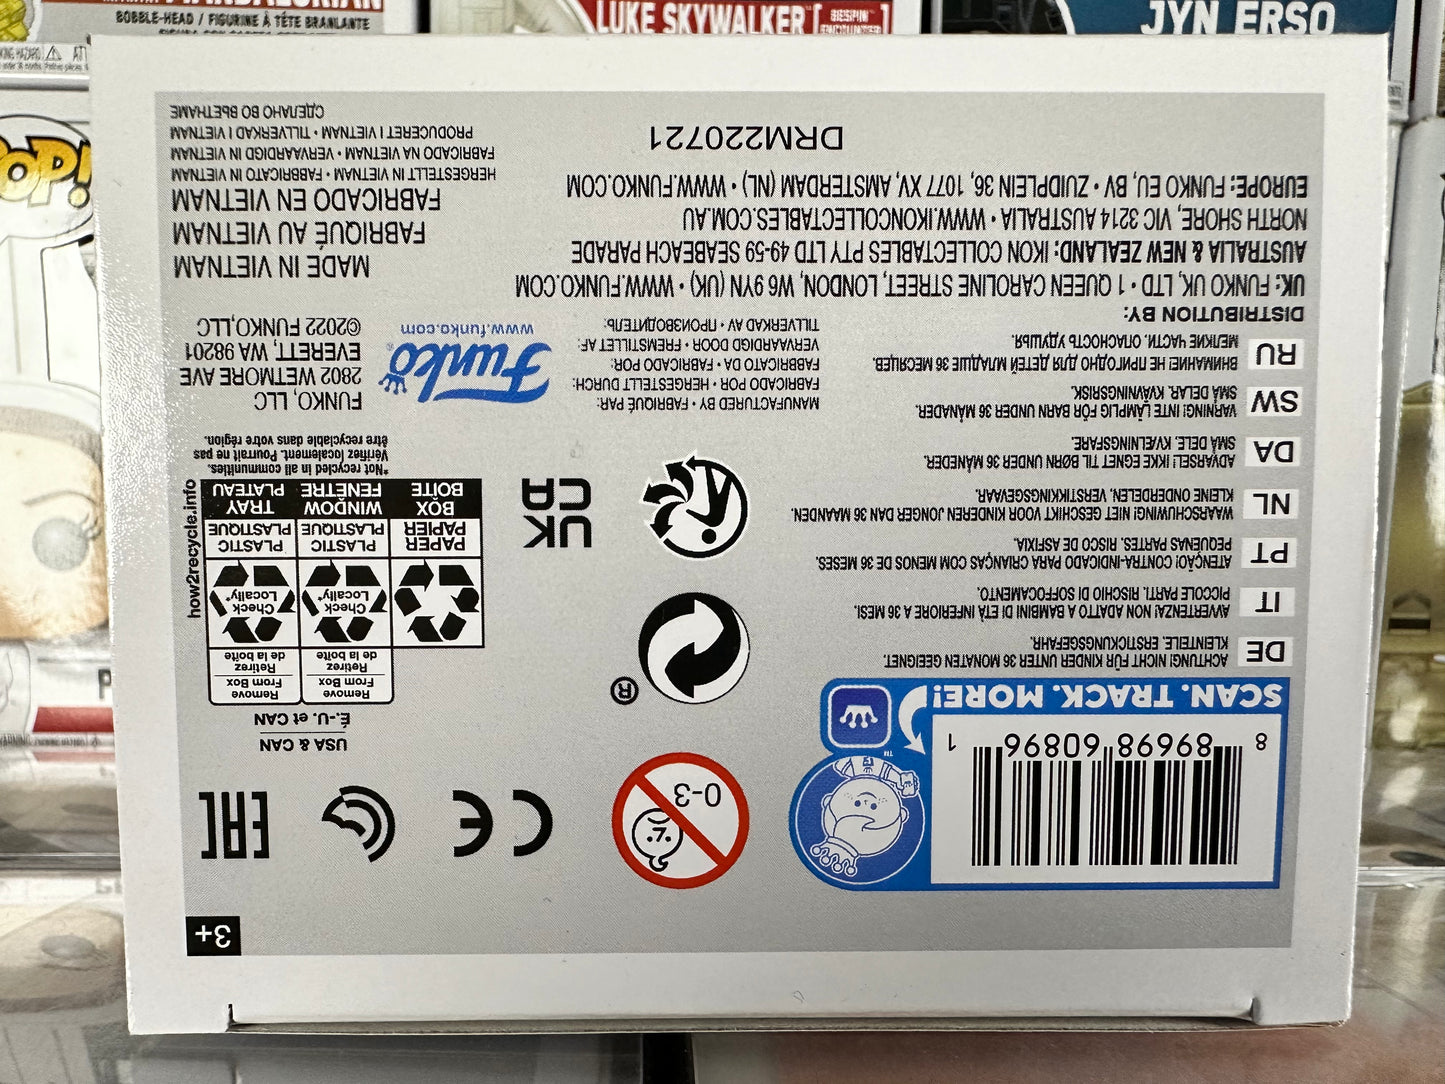 BOBBLE-HEAD / FIGURINE À TÊTE BRANLANTE
LUKE SKYWALKER [BESPIN
ENCOUNTER]
JYN ERSO
POP!
3+
8 89698 60896 1
SCAN. TRACK. MORE!
TM
0-3
CE
EAC
USA & CAN
É.-U. et CAN
Remove
From Box
Retirez
de la boîte
Remove
From Box
Retirez
de la boîte
Check
Locally*
Check
Locally*
PAPER
PAPIER
BOX
BOÎTE
PLASTIC
PLASTIQUE
WINDOW
FENÊTRE
PLASTIC
PLASTIQUE
TRAY
PLATEAU
how2recycle.info
*Not recycled in all communities.
Vérifiez localement. Pourrait ne pas
être recyclable dans votre région.
®
UK
CA
DE ACHTUNG! NICHT FÜR KINDER UNTER 36 MONATEN GEEIGNET.
KLEINTEILE. ERSTICKUNGSGEFAHR.
IT AVVERTENZA! NON ADATO A BAMBINI DI ETÀ INFERIORE A 36 MESI.
PICCOLE PARTI. RISCHIO DI SOFFOCAMENTO.
PT ATENÇÃO! CONTRA-INDICADO PARA CRIANÇAS COM MENOS DE 36 MESES.
PEQUENAS PARTES. RISCO DE ASFIXIA.
NL WAARSCHUWING! NIET GESCHIKT VOOR KINDEREN JONGER DAN 36 MAANDEN.
KLEINE ONDERDELEN, VERSTIKKINGSGEVAAR.
DA ADVARSEL! IKKE EGNET TIL BØRN UNDER 36 MÅNEDER.
SMÅ DELE. KVÆLNINGSFARE.
SW VARNING! INTE LÄMPLIG FÖR BARN UNDER 36 MÅNADER.
SMÅ DELAR. KVÄVNINGSRISK.
RU ВНИМАНИЕ! НЕ ПРИГОДНО ДЛЯ ДЕТЕЙ МЛАДШЕ 36 МЕСЯЦЕВ.
МЕЛКИЕ ЧАСТИ. ОПАСНОСТЬ УДУШЬЯ.
MANUFACTURED BY • FABRIQUÉ PAR:
FABRICADO POR • HERGESTELLT DURCH:
FABBRICATO DA • FABRICADO POR:
VERVAARDIGD DOOR • FREMSTILLET AF:
TILLVERKAD AV • ПРОИЗВОДИТЕЛЬ:
Funko®
www.funko.com
FUNKO, LLC
2802 WETMORE AVE
EVERETT, WA 98201
©2022 FUNKO,LLC
DISTRIBUTION BY:
UK: FUNKO UK, LTD • 1 QUEEN CAROLINE STREET, LONDON, W6 9YN (UK) • WWW.FUNKO.COM
AUSTRALIA & NEW ZEALAND: IKON COLLECTABLES PTY LTD 49-59 SEABEACH PARADE
NORTH SHORE, VIC 3214 AUSTRALIA • WWW.IKONCOLLECTABLES.COM.AU
EUROPE: FUNKO EU, BV • ZUIDPLEIN 36, 1077 XV, AMSTERDAM (NL) • WWW.FUNKO.COM
DRM220721
MADE IN VIETNAM
FABRIQUÉ AU VIETNAM
FABRICADO EN VIETNAM
HERGESTELLT IN VIETNAM • FABBRICATO IN VIETNAM
FABRICADO NA VIETNAM • VERVAARDIGD IN VIETNAM
PRODUCERET I VIETNAM • TILLVERKAD I VIETNAM
СДЕЛАНО ВО ВЬЕТНАМЕ